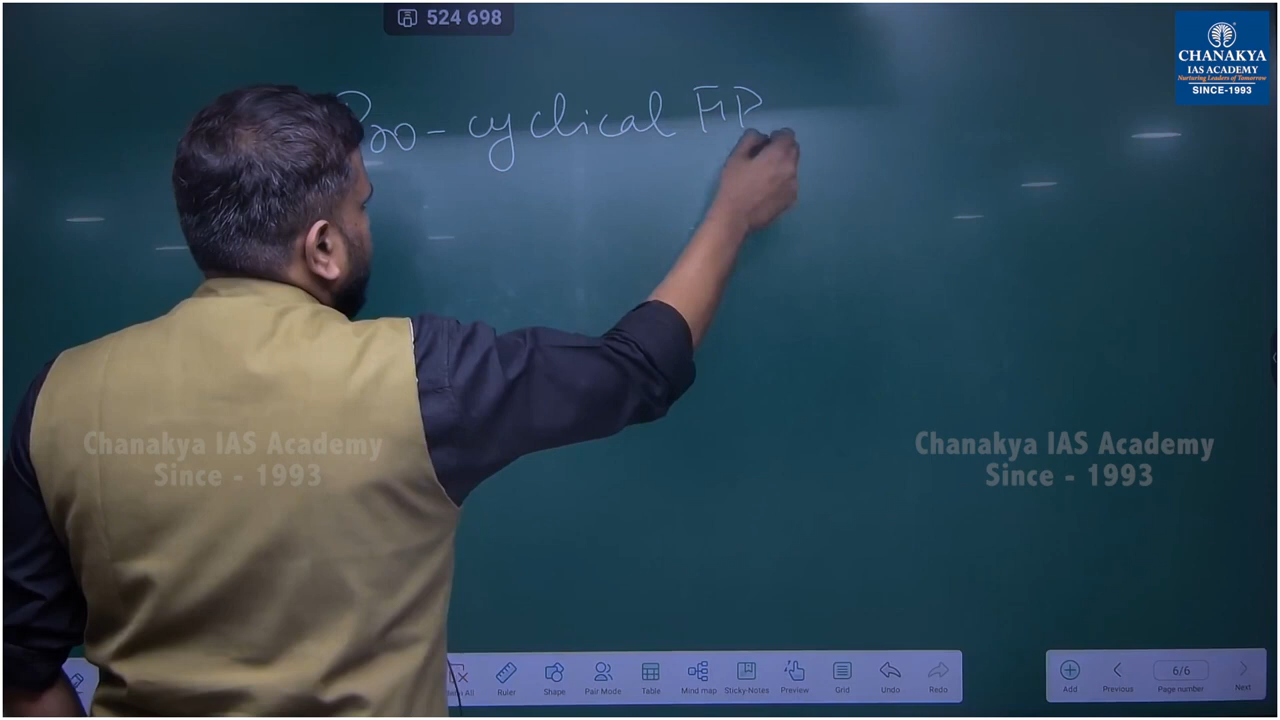 524 698
CHANAKYA
IAS ACADEMY
Nurturing Leaders of Tomorrow
SINCE-1993
Pro-cyclical FP
Chanakya IAS Academy
Since - 1993
Chanakya IAS Academy
Since - 1993
Ruler
Shape
Pair Mode
Table
Mind map
Sticky-Notes
Preview
Grid
Undo
Redo
Add
Previous
6/6
Page number
Next